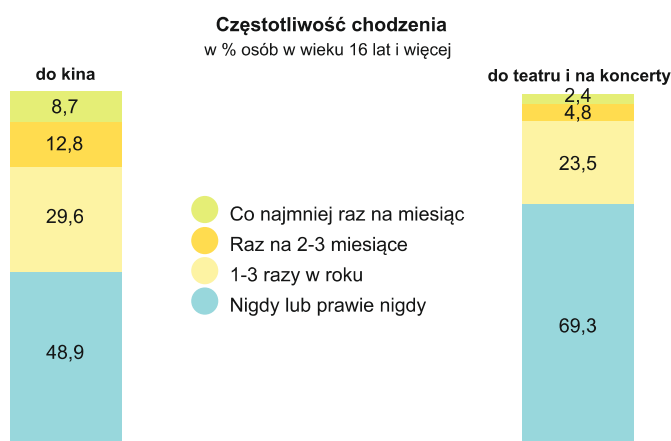 Częstotliwość chodzenia
w % osób w wieku 16 lat i więcej
do kina
8,7
12,8
29,6
48,9
Co najmniej raz na miesiąc
Raz na 2-3 miesiące
1-3 razy w roku
Nigdy lub prawie nigdy
do teatru i na koncerty
2,4
4,8
23,5
69,3